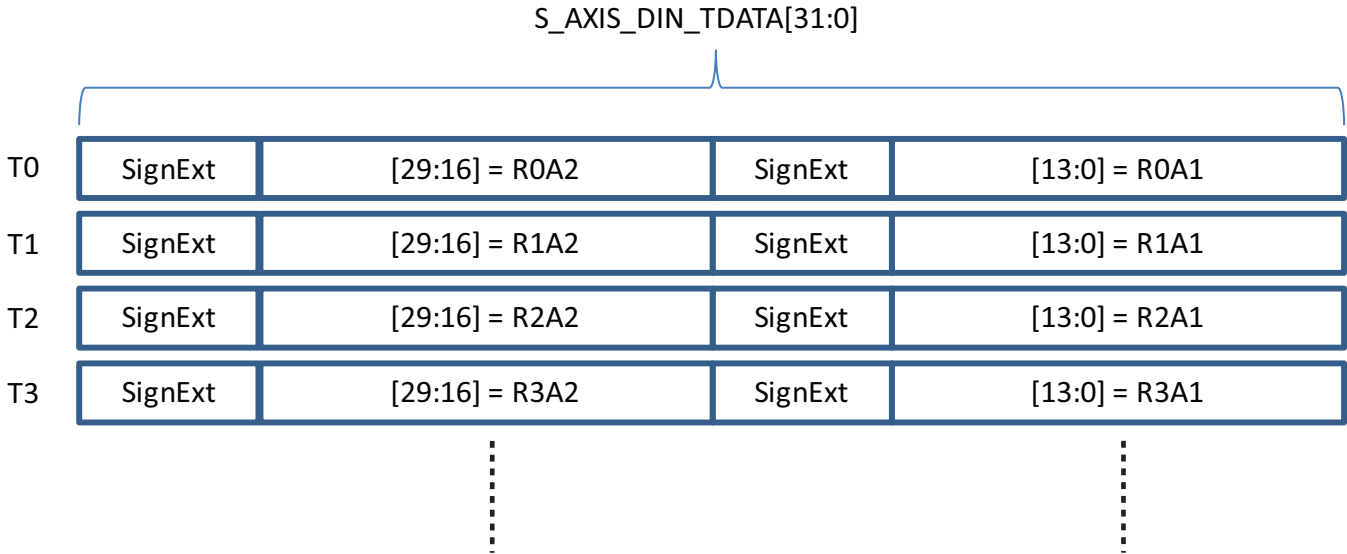 S_AXIS_DIN_TDATA[31:0]
T0 SignExt [29:16] = R0A2 SignExt [13:0] = R0A1
T1 SignExt [29:16] = R1A2 SignExt [13:0] = R1A1
T2 SignExt [29:16] = R2A2 SignExt [13:0] = R2A1
T3 SignExt [29:16] = R3A2 SignExt [13:0] = R3A1